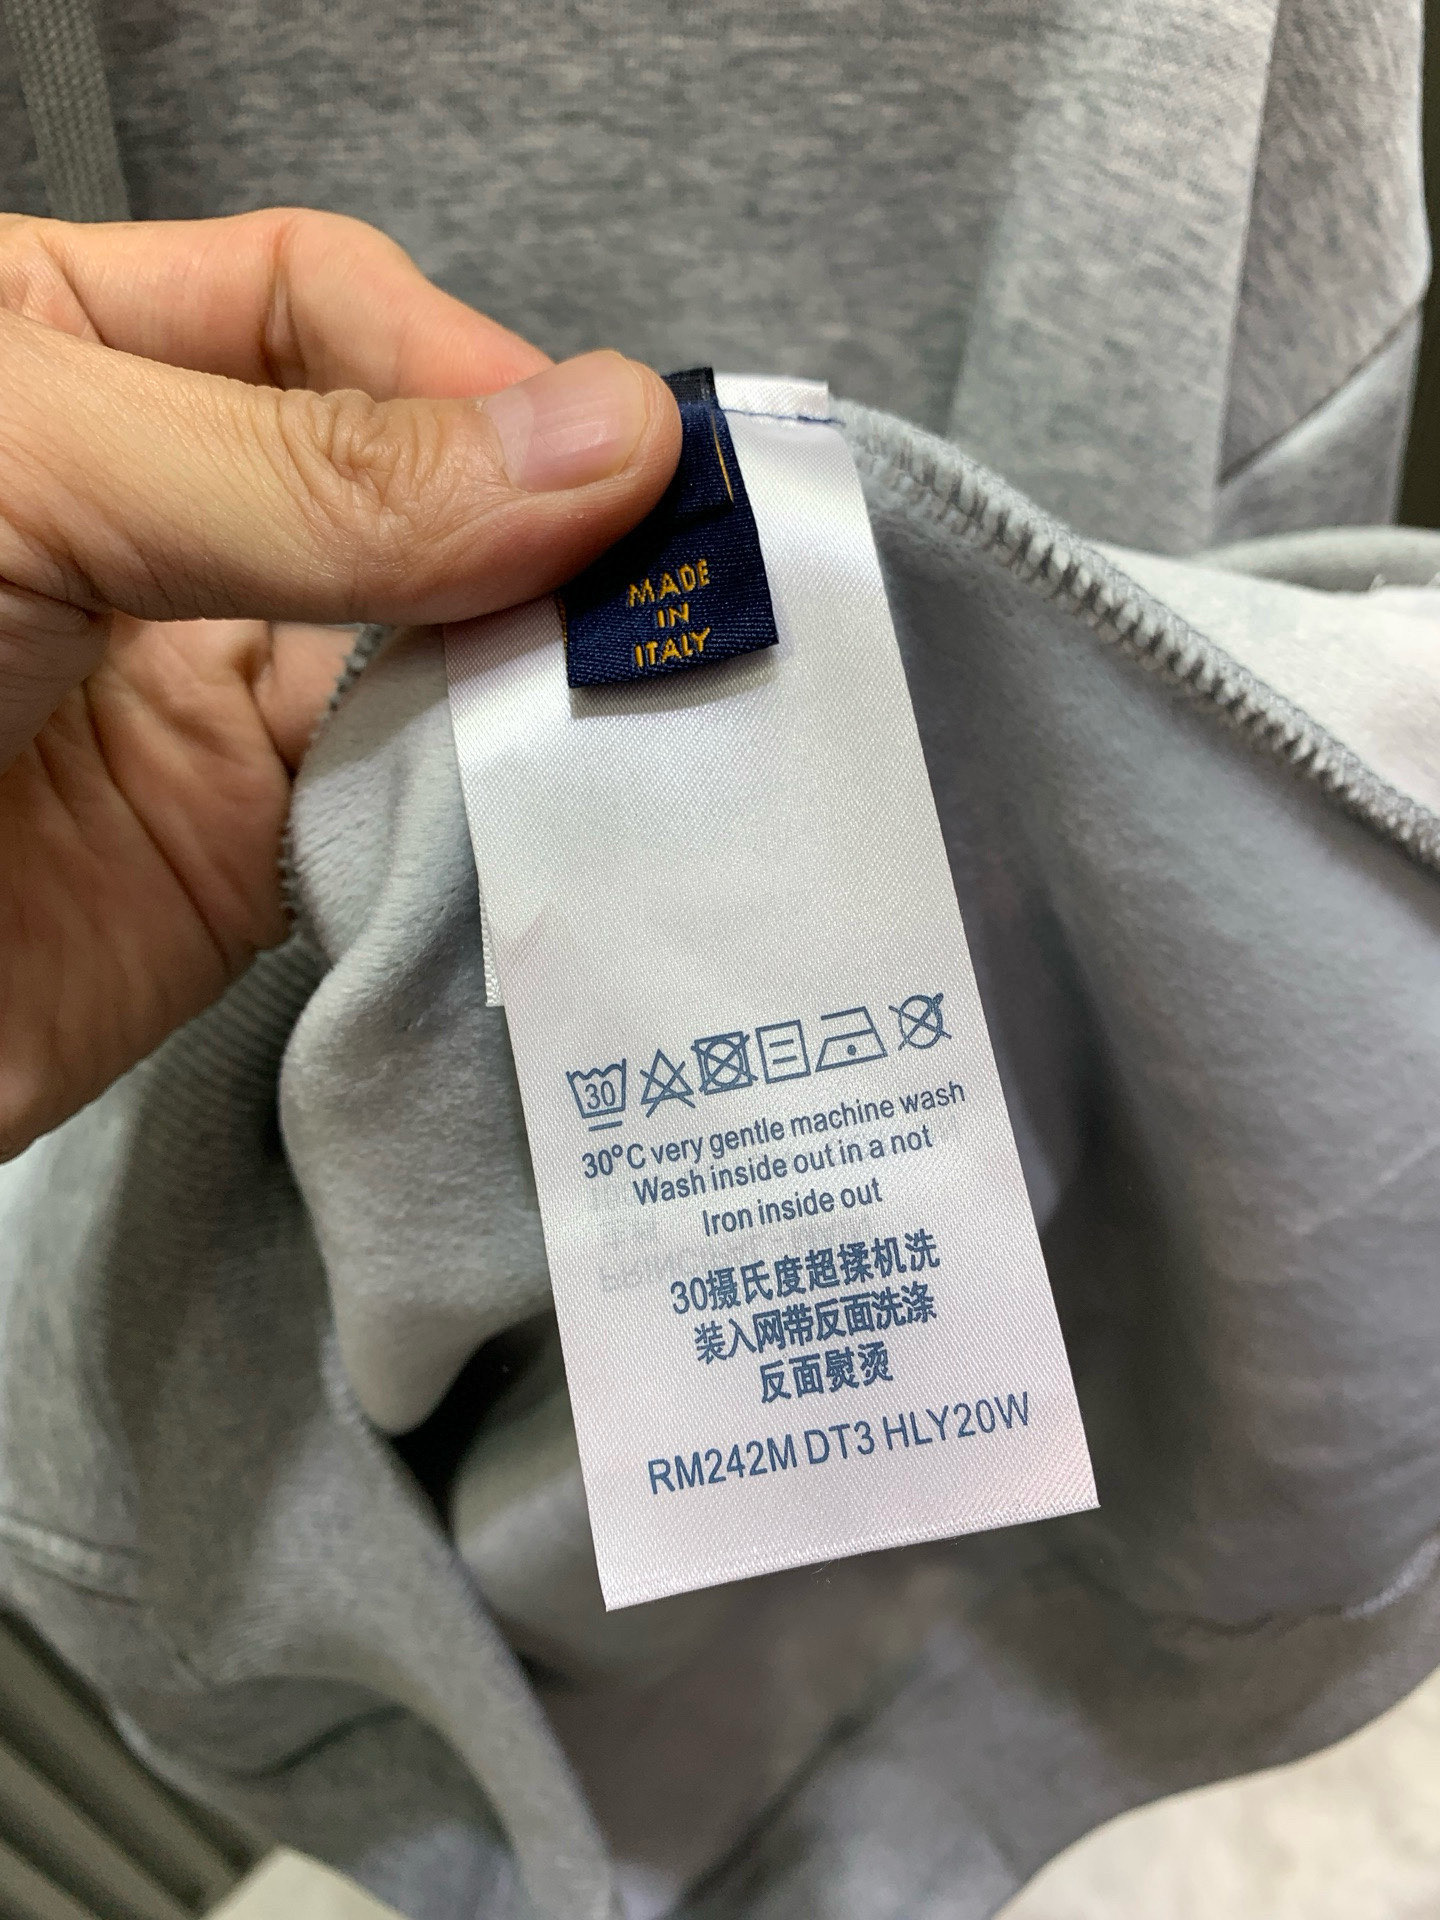 MADE
IN
ITALY
30
30°C very gentle machine wash
Wash inside out in a not
Iron inside out
30摄氏度超揉机洗
装入网带反面洗涤
反面熨烫
RM242M DT3 HLY20W